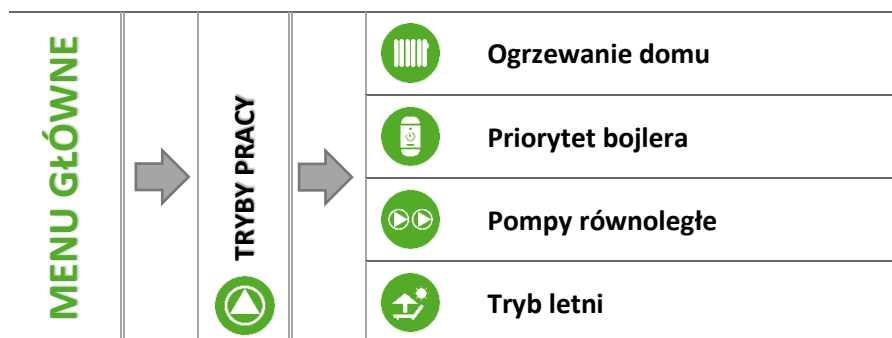 MENU GŁÓWNE
TRYBY PRACY
Ogrzewanie domu
Priorytet bojlera
Pompy równoległe
Tryb letni